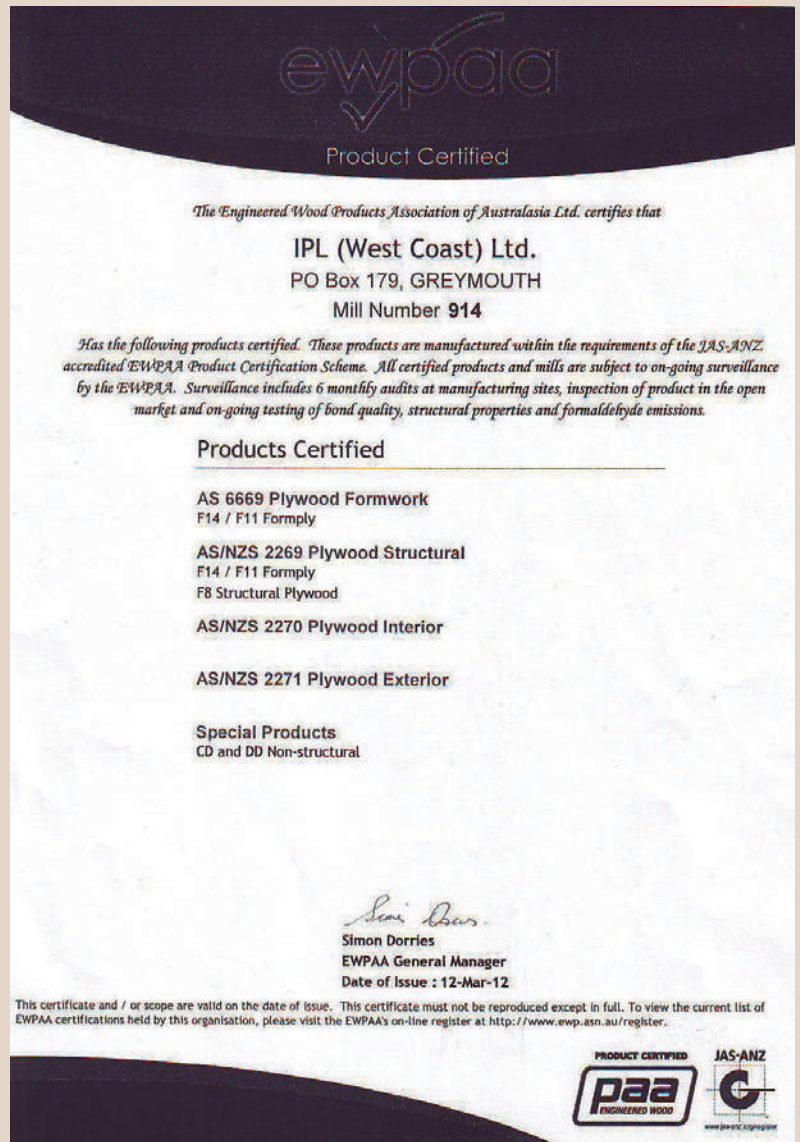 ewpaa
Product Certified
The Engineered Wood Products Association of Australasia Ltd. certifies that
IPL (West Coast) Ltd.
PO Box 179, GREYMOUTH
Mill Number 914
Has the following products certified. These products are manufactured within the requirements of the JAS-ANZ
accredited EWPAA Product Certification Scheme. All certified products and mills are subject to on-going surveillance
by the EWPAA. Surveillance includes 6 monthly audits at manufacturing sites, inspection of product in the open
market and on-going testing of bond quality, structural properties and formaldehyde emissions.
Products Certified
AS 6669 Plywood Formwork
F14 / F11 Formply
AS/NZS 2269 Plywood Structural
F14 / F11 Formply
F8 Structural Plywood
AS/NZS 2270 Plywood Interior
AS/NZS 2271 Plywood Exterior
Special Products
CD and DD Non-structural
Simon Dorries
EWPAA General Manager
Date of Issue : 12-Mar-12
This certificate and / or scope are valid on the date of issue. This certificate must not be reproduced except in full. To view the current list of
EWPAA certifications held by this organisation, please visit the EWPAA's on-line register at http://www.ewp.asn.au/register.
PRODUCT CERTIFIED
paa
ENGINEERED WOOD
JAS-ANZ
www.jas-anz.org/register